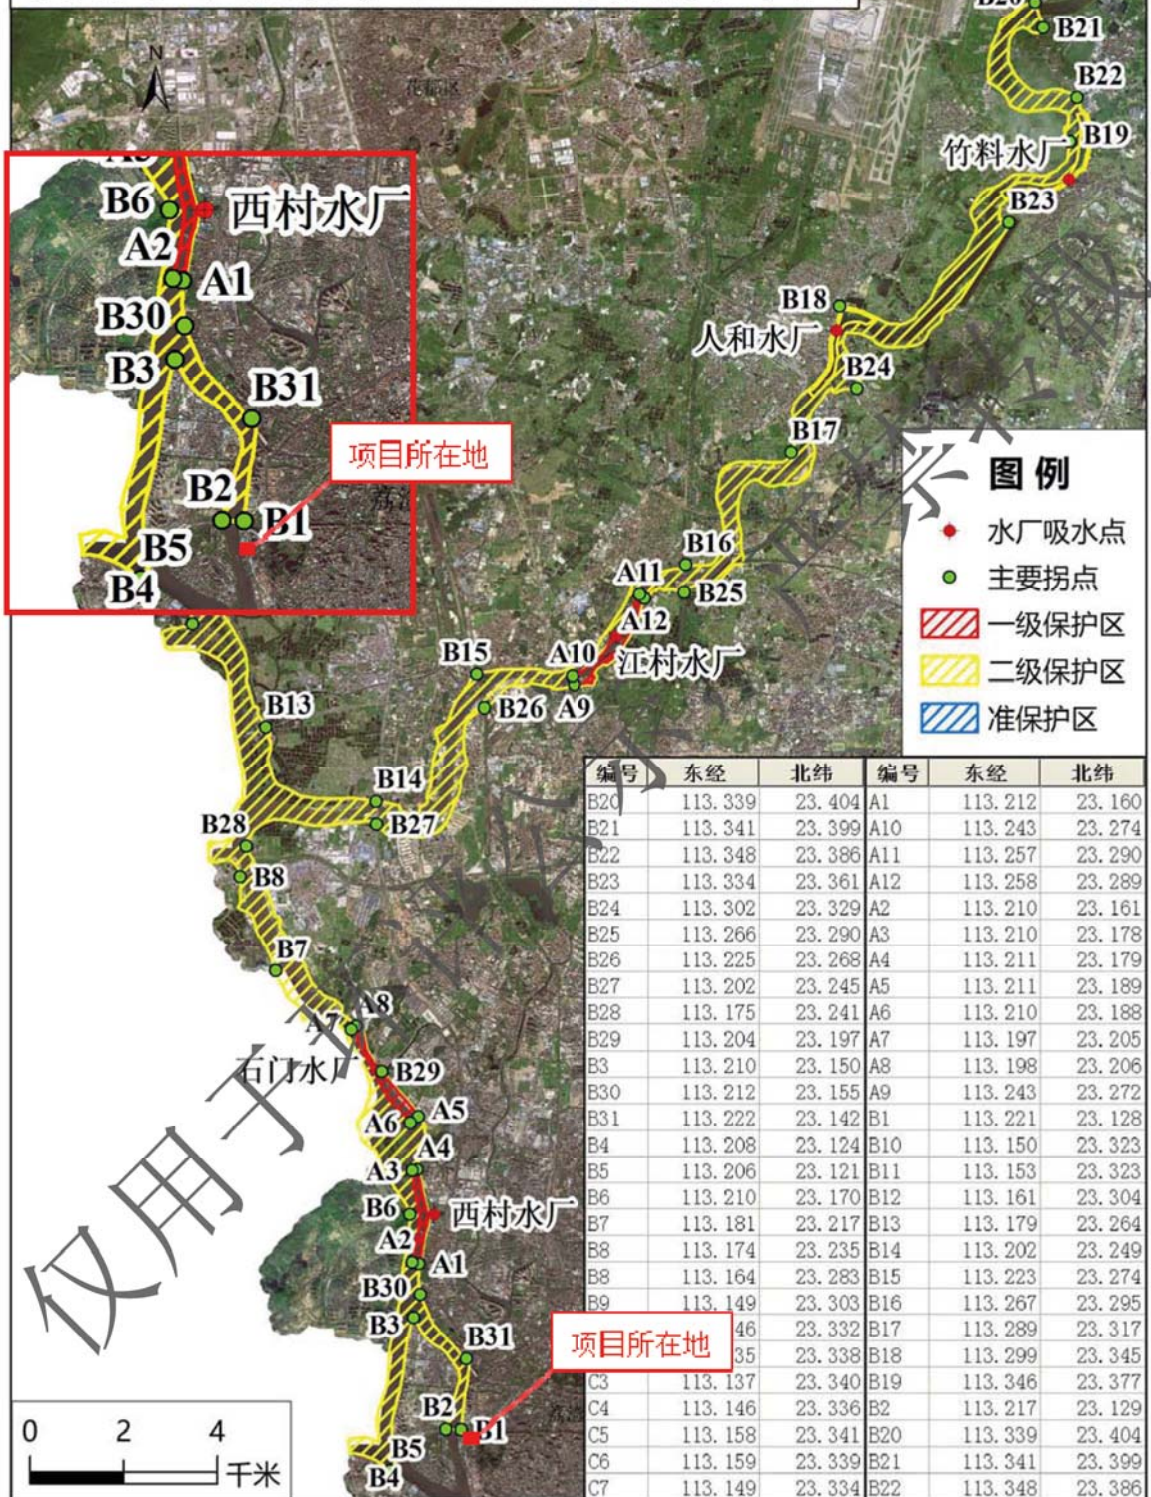 B20
B21
B22
B19
竹料水厂
B23
B18
人和水厂
B24
B17
B16
A11
B25
A12
江村水厂
A10
B15
B26
A9
B13
B14
B27
B28
B8
B7
A8
A7
石门水厂
B29
A5
A6
A4
A3
B6
西村水厂
A2
A1
B30
B3
B31
B2
B1
B5
B4
项目所在地
A3
B6
西村水厂
A2
A1
B30
B3
B31
项目所在地
B2
B1
B5
B4
花都区
N
图例
水厂吸水点
主要拐点
一级保护区
二级保护区
准保护区
编号 东经 北纬 编号 东经 北纬
B20 113.339 23.404 A1 113.212 23.160
B21 113.341 23.399 A10 113.243 23.274
B22 113.348 23.386 A11 113.257 23.290
B23 113.334 23.361 A12 113.258 23.289
B24 113.302 23.329 A2 113.210 23.161
B25 113.266 23.290 A3 113.210 23.178
B26 113.225 23.268 A4 113.211 23.179
B27 113.202 23.245 A5 113.211 23.189
B28 113.175 23.241 A6 113.210 23.188
B29 113.204 23.197 A7 113.197 23.205
B3 113.210 23.150 A8 113.198 23.206
B30 113.212 23.155 A9 113.243 23.272
B31 113.222 23.142 B1 113.221 23.128
B4 113.208 23.124 B10 113.150 23.323
B5 113.206 23.121 B11 113.153 23.323
B6 113.210 23.170 B12 113.161 23.304
B7 113.181 23.217 B13 113.179 23.264
B8 113.174 23.235 B14 113.202 23.249
B8 113.164 23.283 B15 113.223 23.274
B9 113.149 23.303 B16 113.267 23.295
46 23.332 B17 113.289 23.317
35 23.338 B18 113.299 23.345
C3 113.137 23.340 B19 113.346 23.377
C4 113.146 23.336 B2 113.217 23.129
C5 113.158 23.341 B20 113.339 23.404
C6 113.159 23.339 B21 113.341 23.399
C7 113.149 23.334 B22 113.348 23.386
0 2 4
千米
仅用于